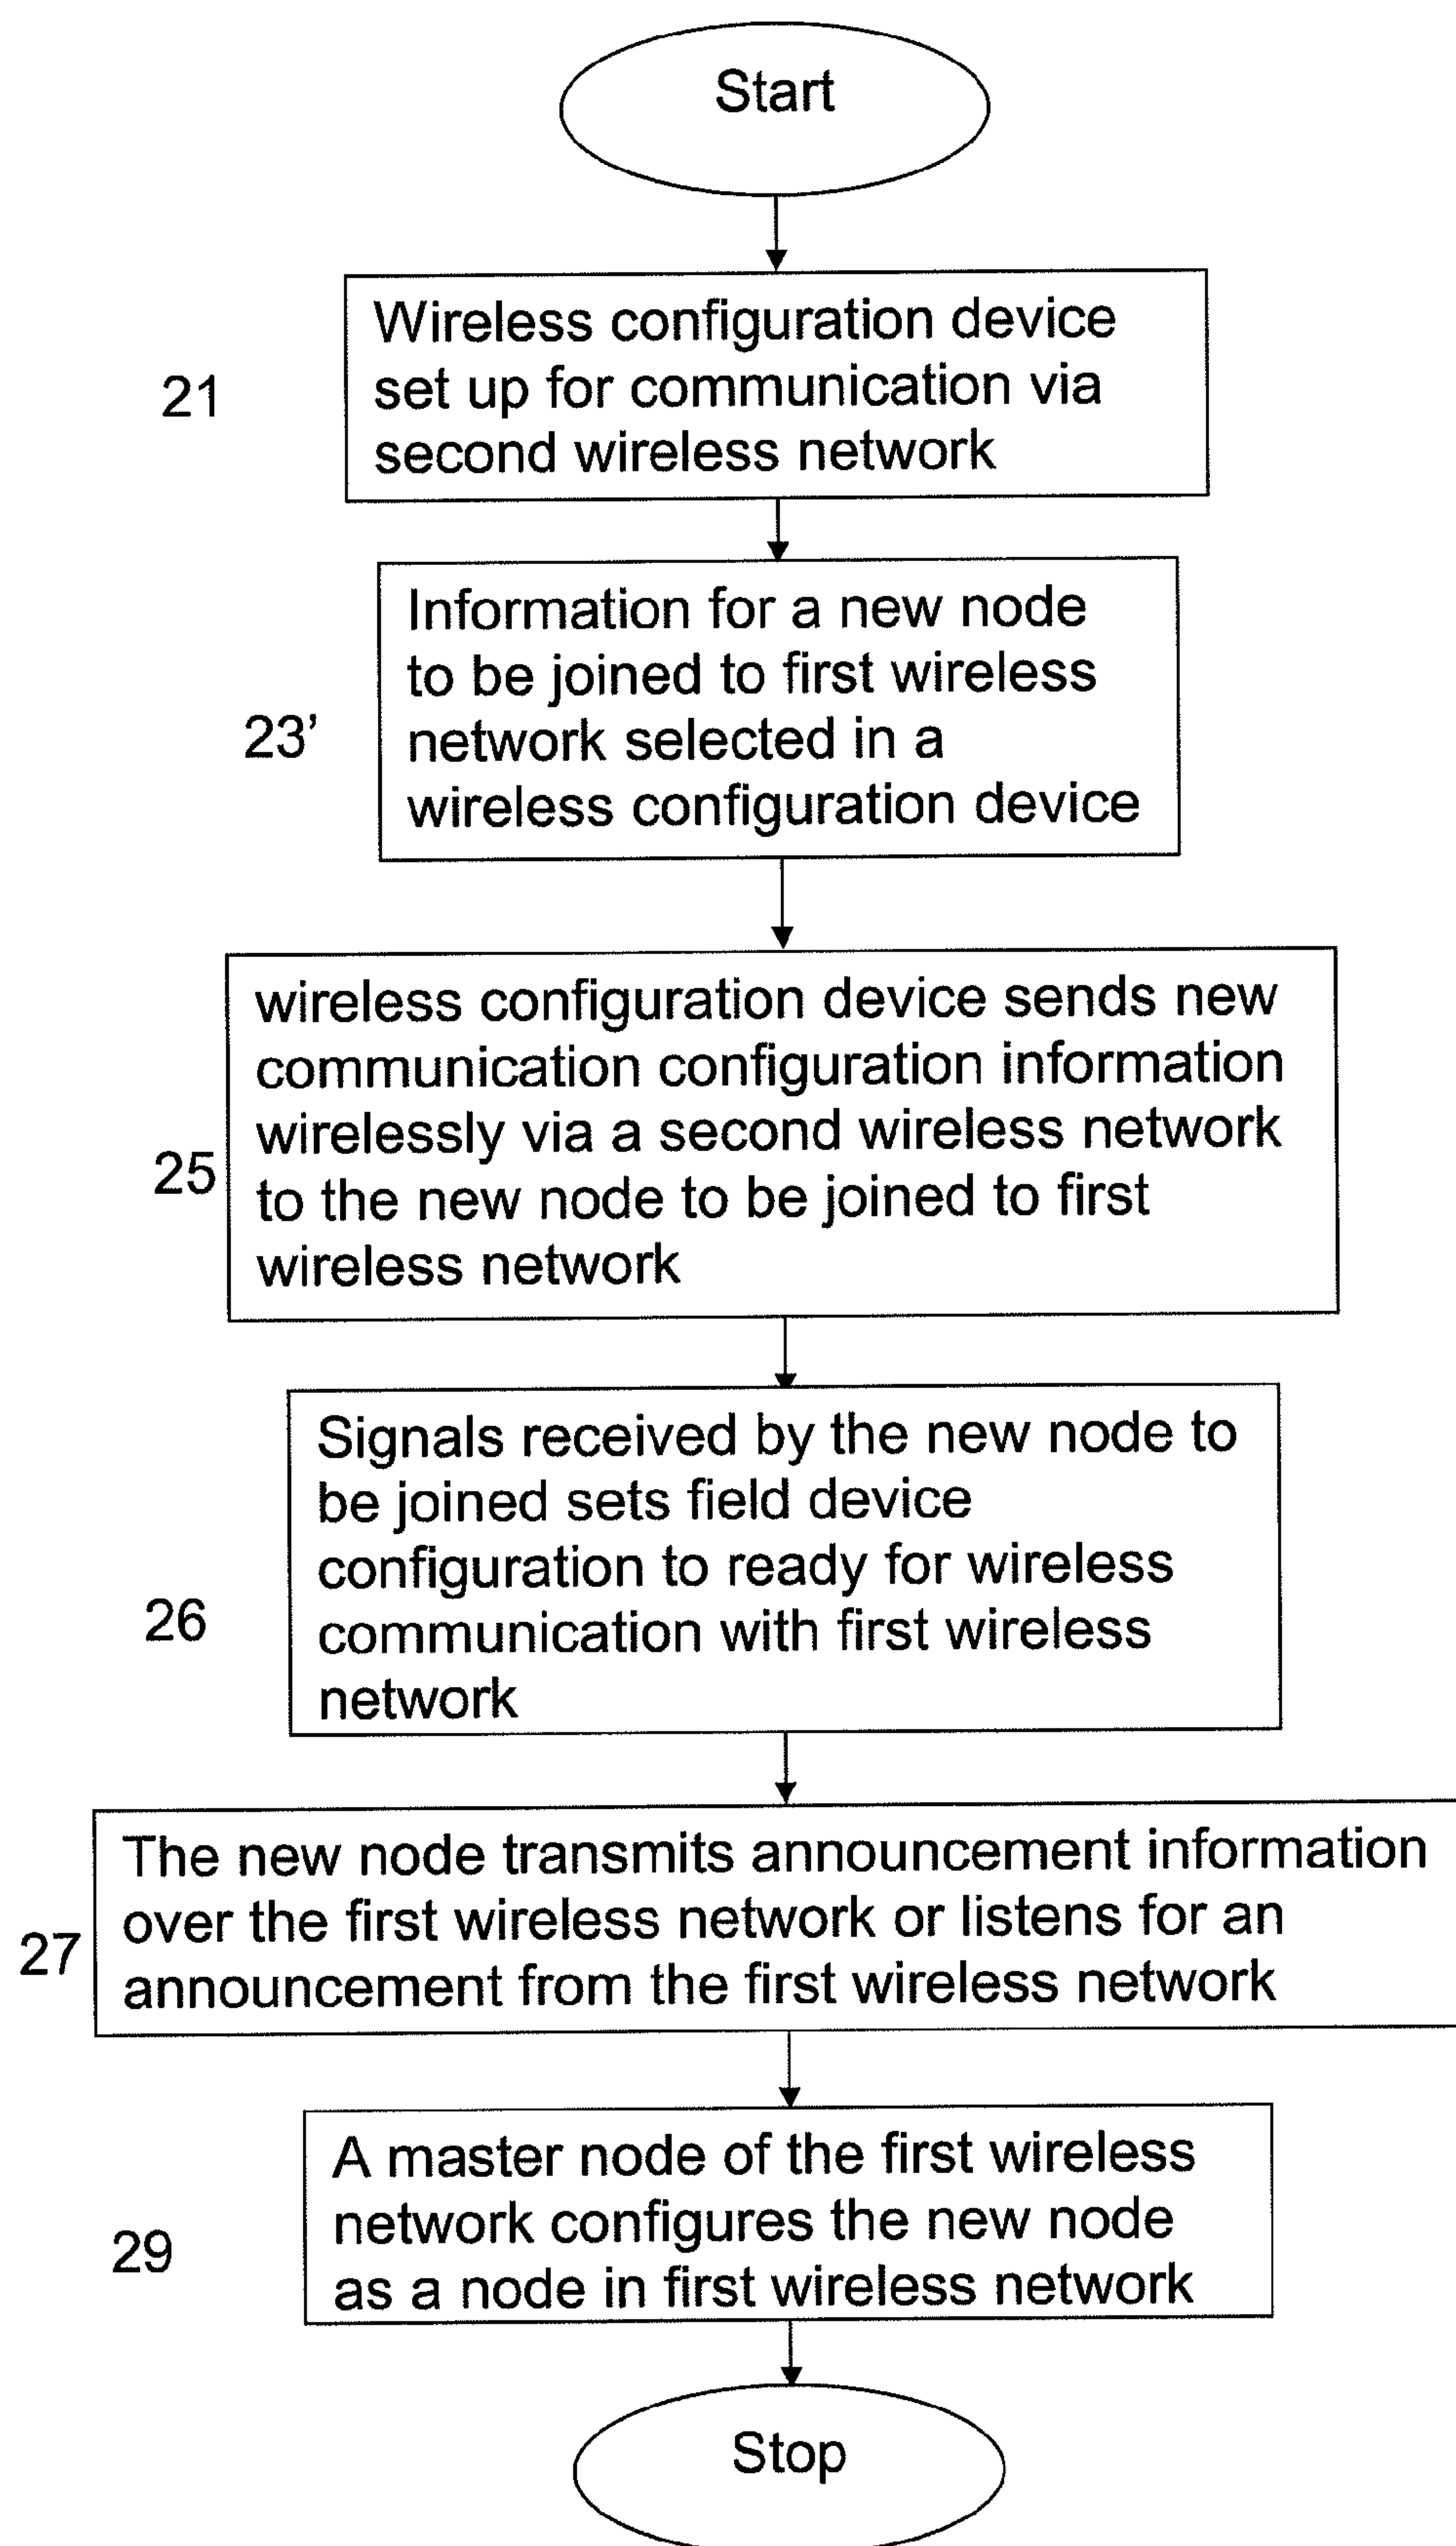 Start
21
Wireless configuration device
set up for communication via
second wireless network
23'
Information for a new node
to be joined to first wireless
network selected in a
wireless configuration device
25
wireless configuration device sends new
communication configuration information
wirelessly via a second wireless network
to the new node to be joined to first
wireless network
26
Signals received by the new node to
be joined sets field device
configuration to ready for wireless
communication with first wireless
network
27
The new node transmits announcement information
over the first wireless network or listens for an
announcement from the first wireless network
29
A master node of the first wireless
network configures the new node
as a node in first wireless network
Stop